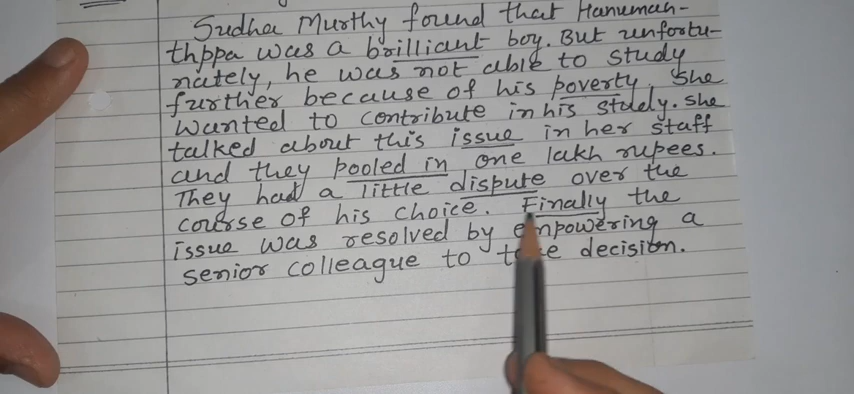 Sudha Murthy found that Hanumah-
thppa was a brilliant boy. But unfortu-
nately, he was not able to study
further because of his poverty, she
wanted to contribute in his study. she
talked about this issue in her staff
and they pooled in one lakh rupees.
They had a little dispute over the
course of his choice. Finally the
issue was resolved by empowering a
senior colleague to take decision.